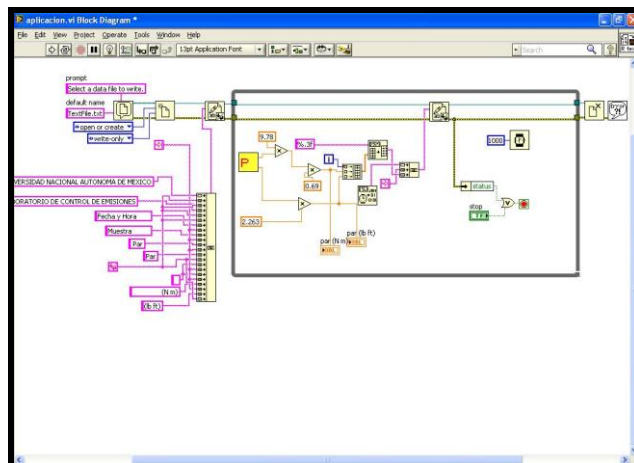 aplicacion.vi Block Diagram *
File Edit View Project Operate Tools Window Help
13pt Application Font
Search
prompt
Select a data file to write.
default name
TextFile.txt
open or create
write-only
VERSIDAD NACIONAL AUTONOMA DE MEXICO
ORATORIO DE CONTROL DE EMISIONES
Fecha y Hora
Muestra
Par
Par
(N m)
(lb ft)
9.78
P
0.69
2.263
%.3f
i
par (N m)
par (lb ft)
1000
status
stop
TF